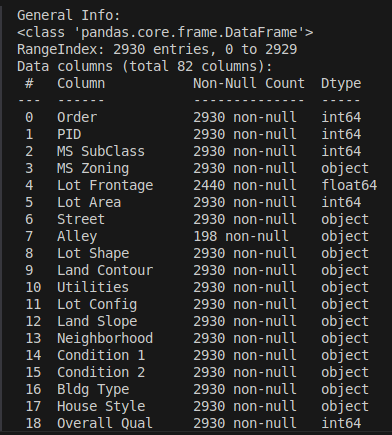 General Info:
<class 'pandas.core.frame.DataFrame'>
RangeIndex: 2930 entries, 0 to 2929
Data columns (total 82 columns):
 #   Column           Non-Null Count  Dtype
---  ------           --------------  -----
 0   Order            2930 non-null   int64
 1   PID              2930 non-null   int64
 2   MS SubClass      2930 non-null   int64
 3   MS Zoning        2930 non-null   object
 4   Lot Frontage     2440 non-null   float64
 5   Lot Area         2930 non-null   int64
 6   Street           2930 non-null   object
 7   Alley            198 non-null    object
 8   Lot Shape        2930 non-null   object
 9   Land Contour     2930 non-null   object
 10  Utilities        2930 non-null   object
 11  Lot Config       2930 non-null   object
 12  Land Slope       2930 non-null   object
 13  Neighborhood     2930 non-null   object
 14  Condition 1      2930 non-null   object
 15  Condition 2      2930 non-null   object
 16  Bldg Type        2930 non-null   object
 17  House Style      2930 non-null   object
 18  Overall Qual     2930 non-null   int64